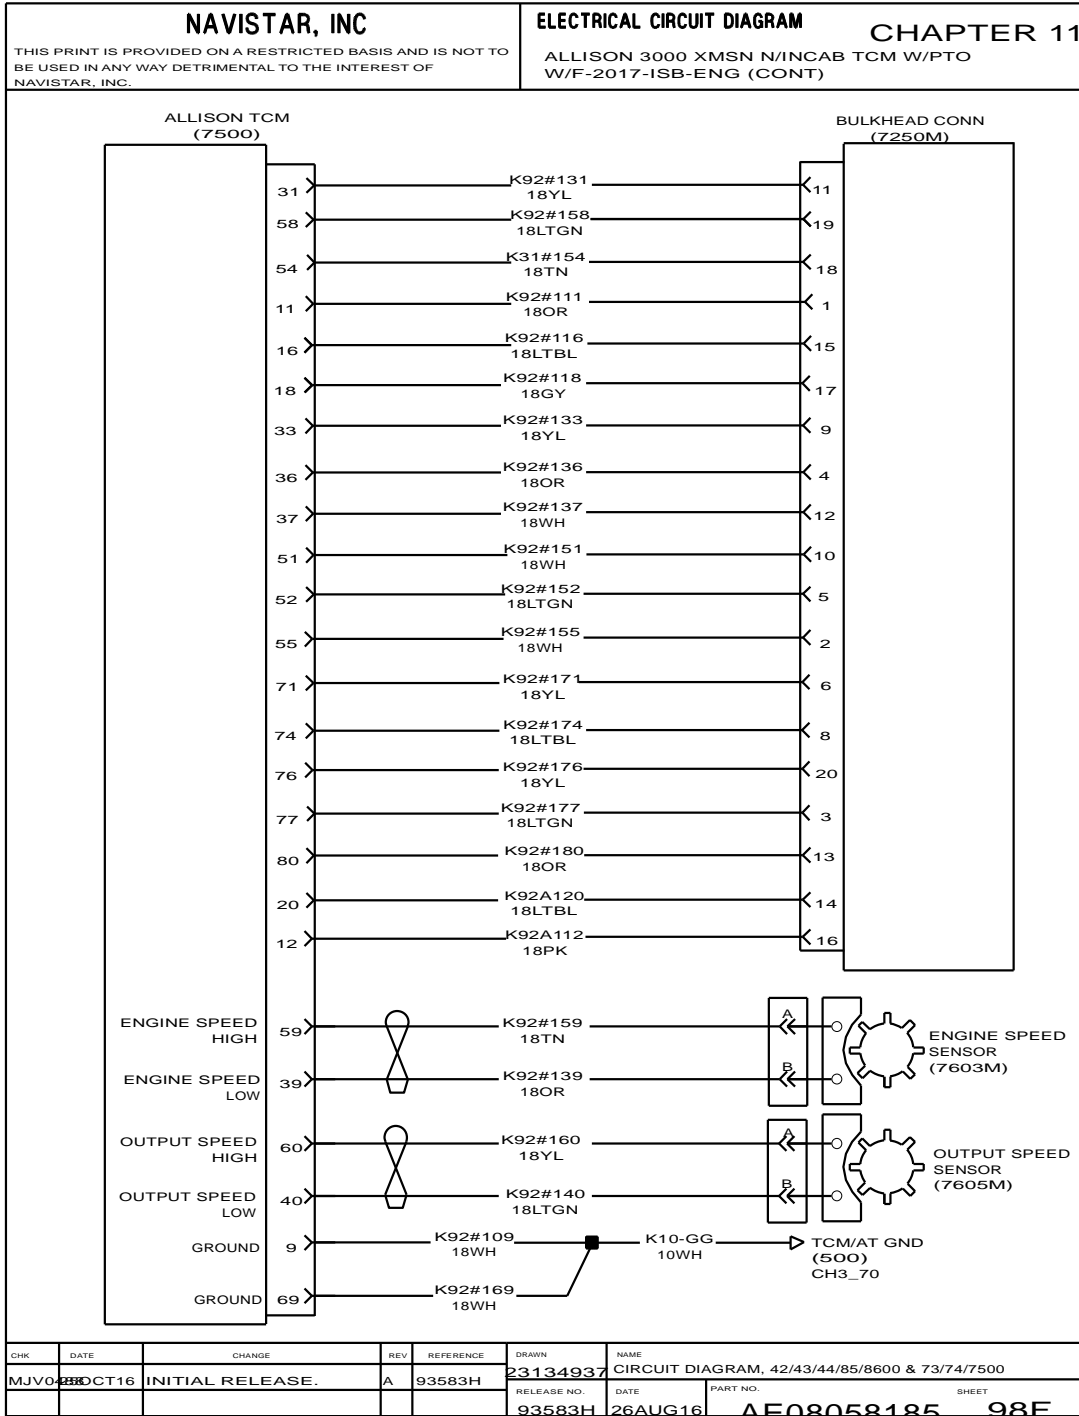 NAVISTAR, INC
THIS PRINT IS PROVIDED ON A RESTRICTED BASIS AND IS NOT TO
BE USED IN ANY WAY DETRIMENTAL TO THE INTEREST OF
NAVISTAR, INC.
ELECTRICAL CIRCUIT DIAGRAM
CHAPTER 11
ALLISON 3000 XMSN N/INCAB TCM W/PTO
W/F-2017-ISB-ENG (CONT)
ALLISON TCM
(7500)
BULKHEAD CONN
(7250M)
31 K92#131 11
18YL
58 K92#158 19
18LTGN
54 K31#154 18
18TN
11 K92#111 1
18OR
16 K92#116 15
18LTBL
18 K92#118 17
18GY
33 K92#133 9
18YL
36 K92#136 4
18OR
37 K92#137 12
18WH
51 K92#151 10
18WH
52 K92#152 5
18LTGN
55 K92#155 2
18WH
71 K92#171 6
18YL
74 K92#174 8
18LTBL
76 K92#176 20
18YL
77 K92#177 3
18LTGN
80 K92#180 13
18OR
20 K92A120 14
18LTBL
12 K92A112 16
18PK
ENGINE SPEED
HIGH
59 K92#159 A
18TN
ENGINE SPEED
LOW
39 K92#139 B
18OR
ENGINE SPEED
SENSOR
(7603M)
OUTPUT SPEED
HIGH
60 K92#160 A
18YL
OUTPUT SPEED
LOW
40 K92#140 B
18LTGN
OUTPUT SPEED
SENSOR
(7605M)
GROUND 9 K92#109 K10-GG TCM/AT GND
18WH 10WH (500)
CH3_70
GROUND 69 K92#169
18WH
CHK DATE CHANGE REV REFERENCE DRAWN NAME
OCT16 INITIAL RELEASE. A 93583H 23134937 CIRCUIT DIAGRAM, 42/43/44/85/8600 & 73/74/7500
RELEASE NO. DATE PART NO. SHEET
93583H 26AUG16 AE08058185 98F